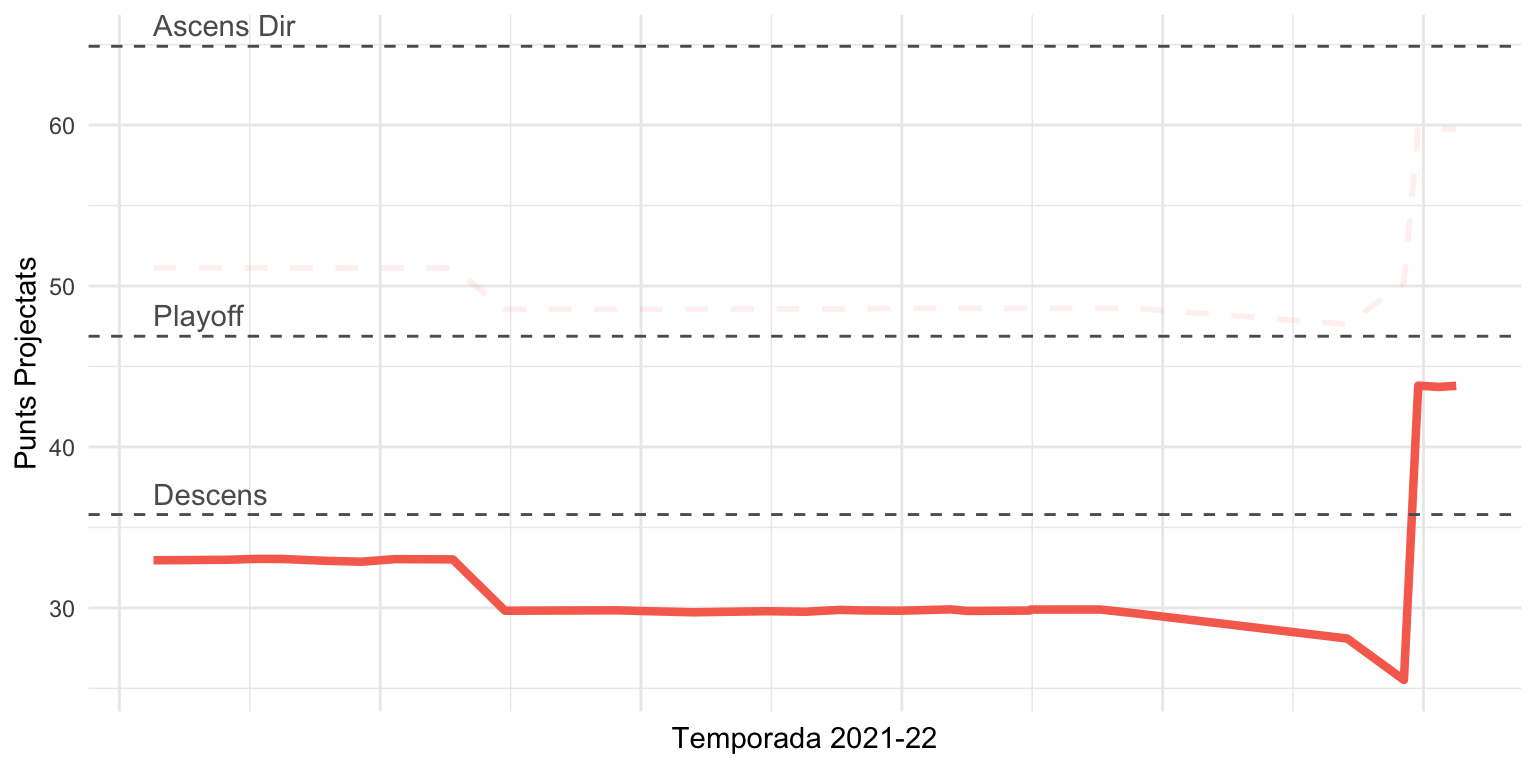 Ascens Dir
60
50
Playoff
40
Descens
30
Punts Projectats
Temporada 2021-22